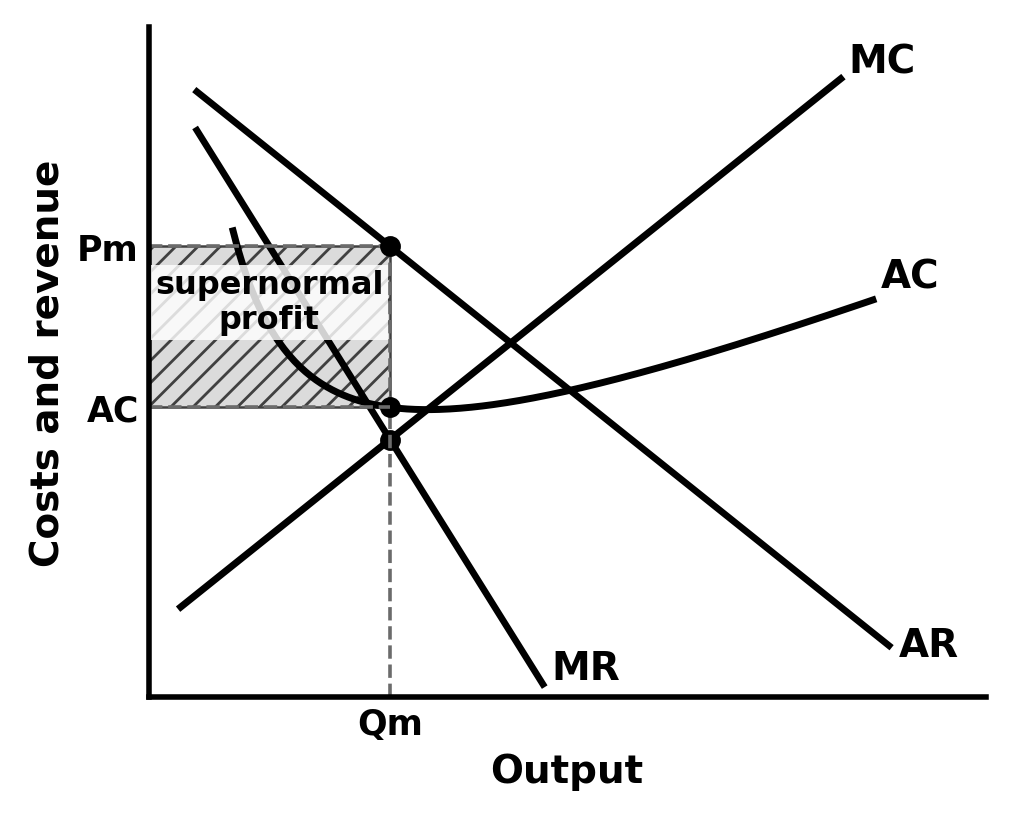 MC
Costs and revenue
Pm
AC
supernormal
profit
AC
AR
MR
Qm
Output